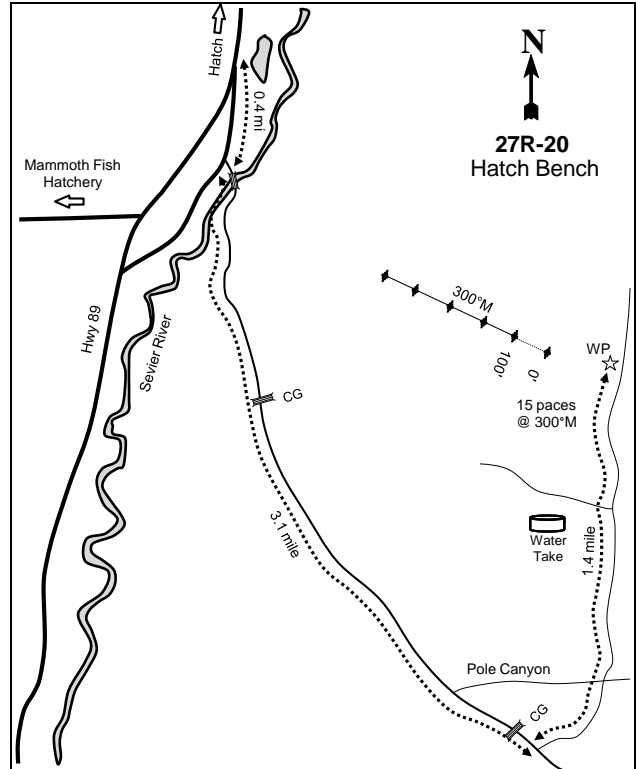 Hatch
0.4 mi
N
27R-20
Hatch Bench
Mammoth Fish
Hatchery
Hwy 89
Sevier River
300°M
100'
0'
WP
15 paces
@ 300°M
CG
3.1 mile
Water
Take
1.4 mile
Pole Canyon
CG